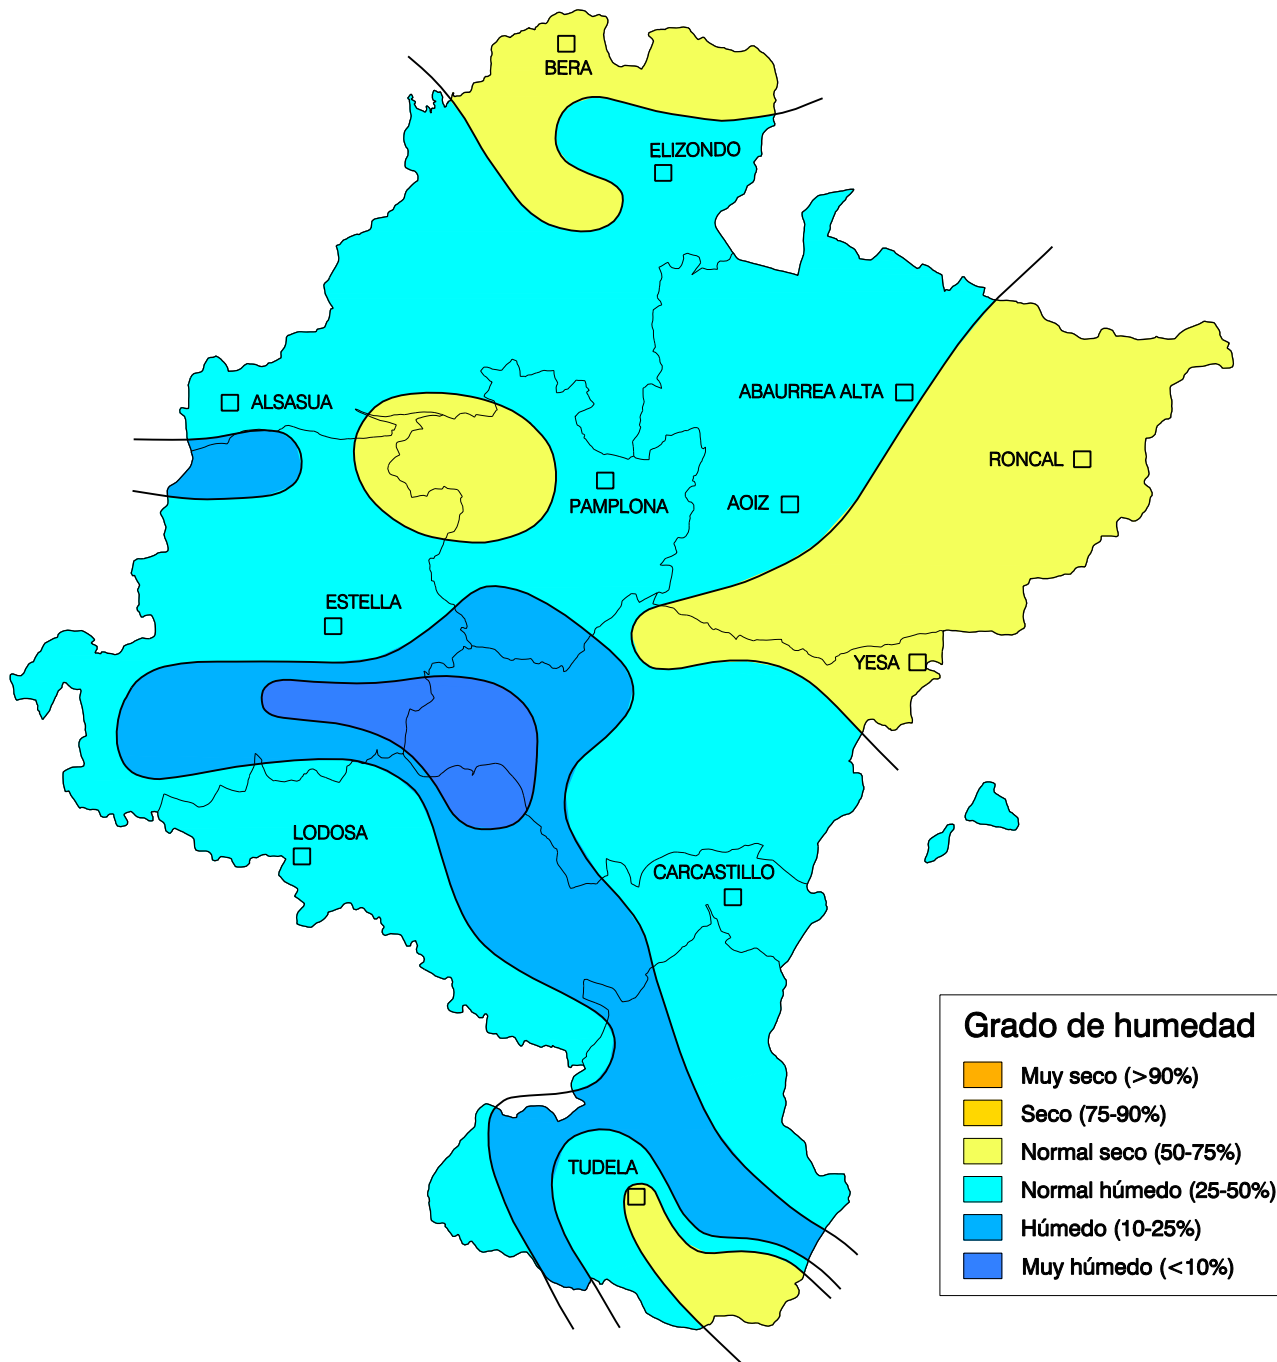 BERA
ELIZONDO
ABAURREA ALTA
ALSASUA
RONCAL
PAMPLONA
AOIZ
ESTELLA
YESA
LODOSA
CARCASTILLO
TUDELA
Grado de humedad
Muy seco (>90%)
Seco (75-90%)
Normal seco (50-75%)
Normal húmedo (25-50%)
Húmedo (10-25%)
Muy húmedo (<10%)